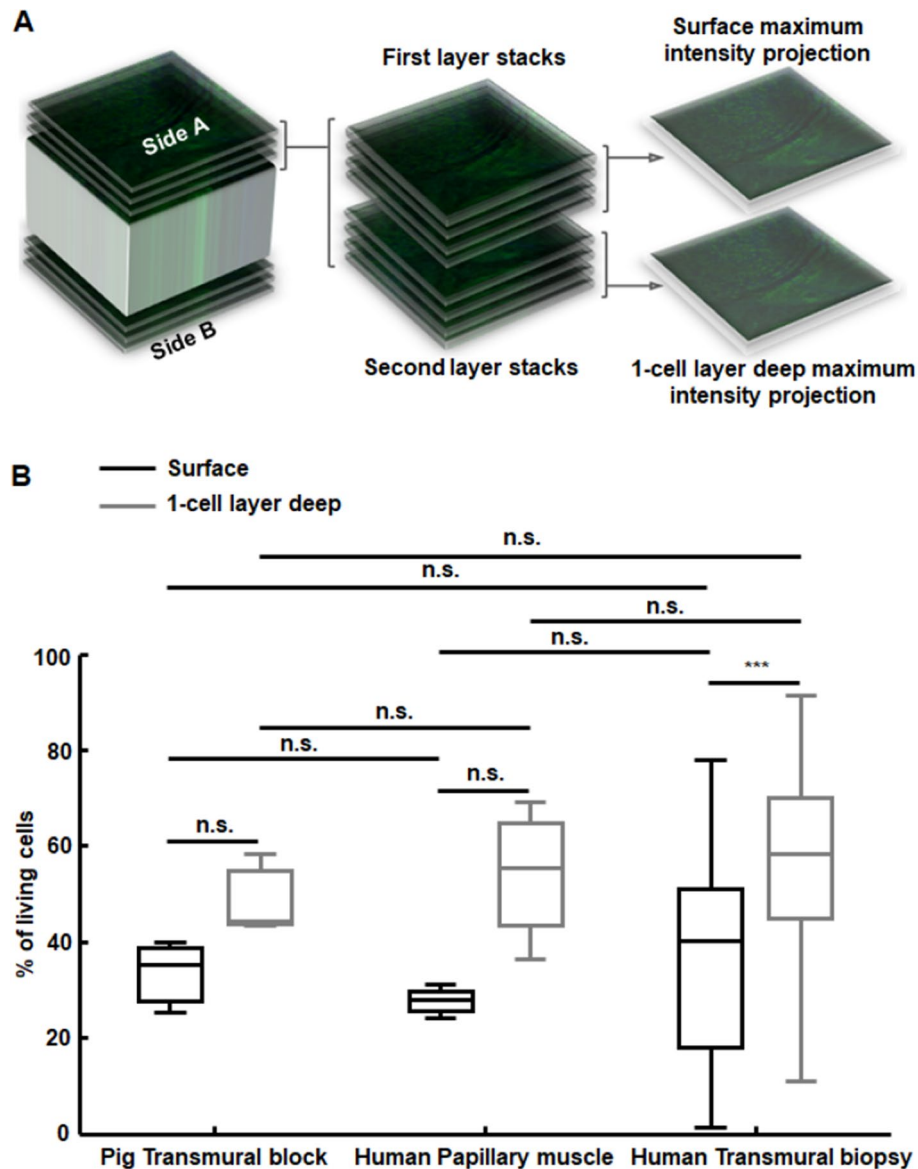 A
First layer stacks
Surface maximum
intensity projection
Side A
Side B
Second layer stacks
1-cell layer deep maximum
intensity projection
B
Surface
1-cell layer deep
n.s.
n.s.
n.s.
n.s.
***
n.s.
n.s.
n.s.
n.s.
100
80
60
40
20
0
% of living cells
Pig Transmural block
Human Papillary muscle
Human Transmural biopsy